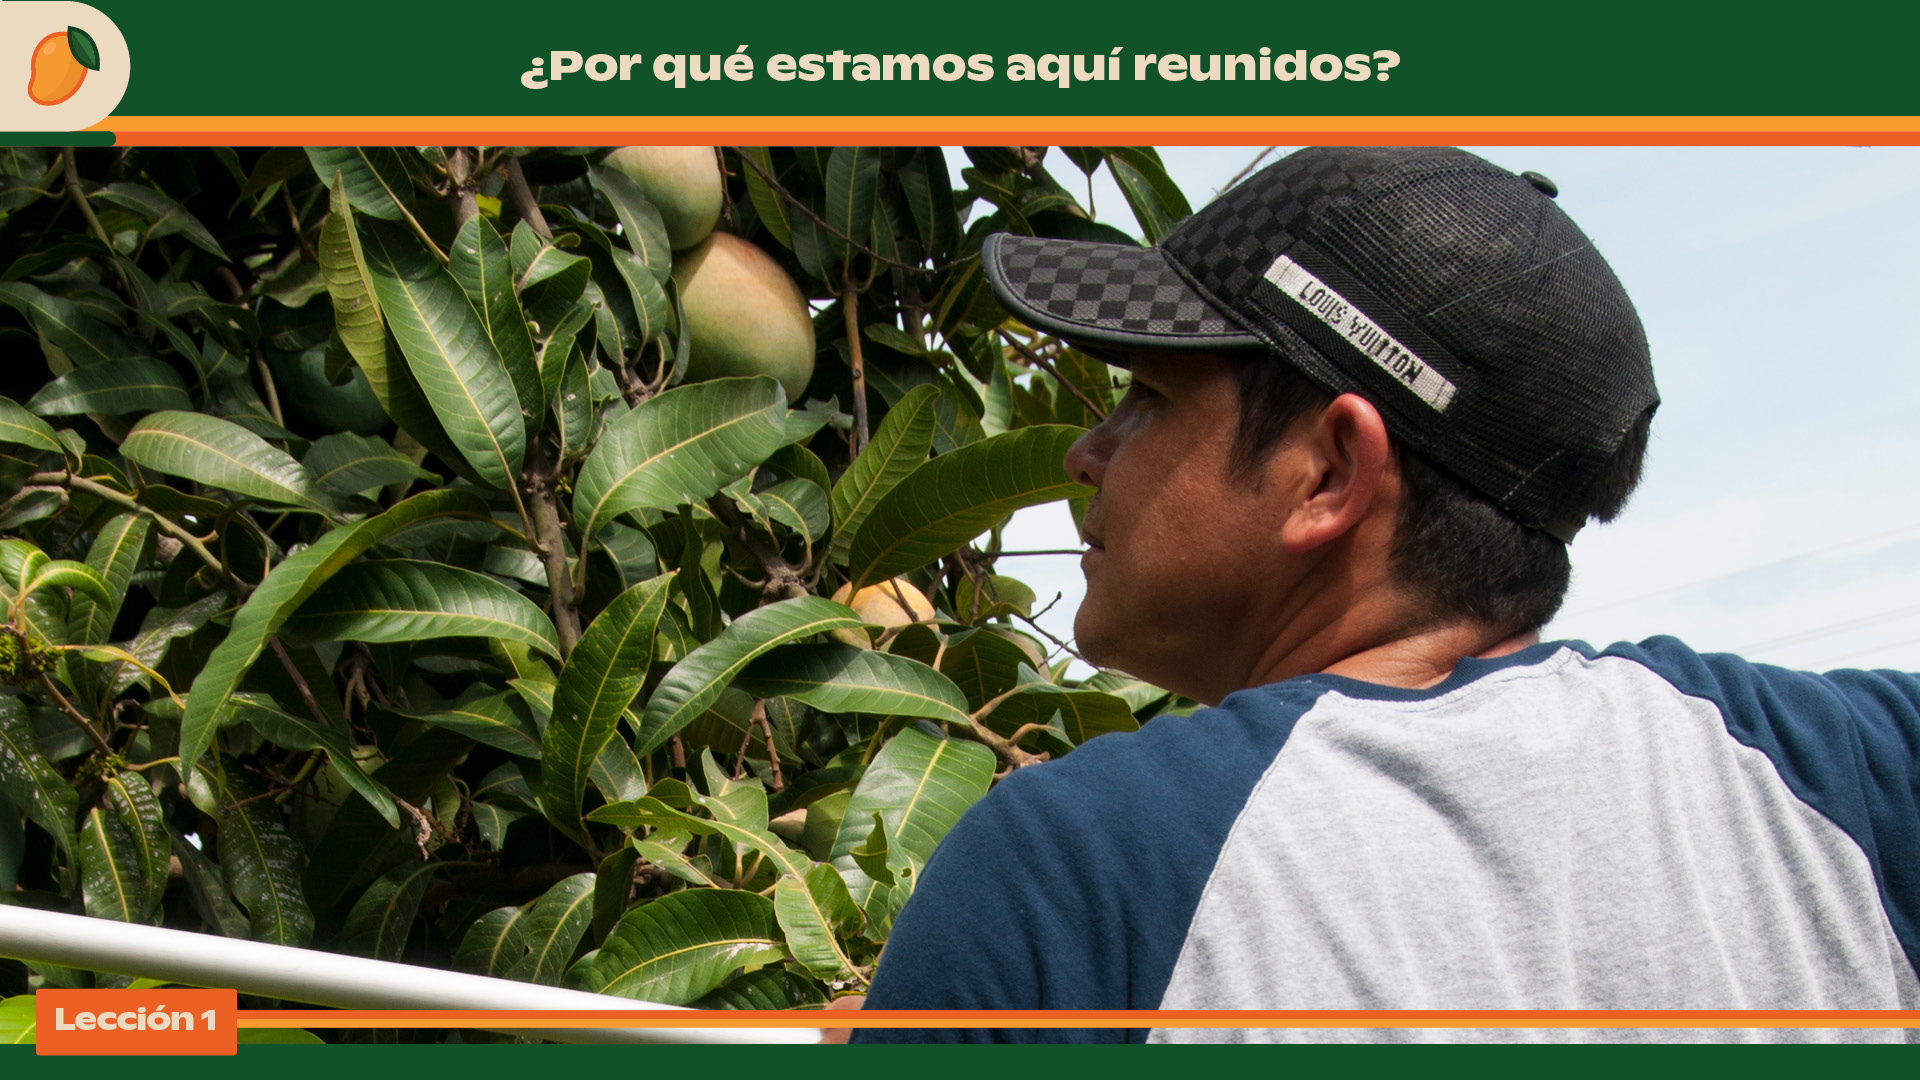 ¿Por qué estamos aquí reunidos?
LOUIS VUITTON
Lección 1